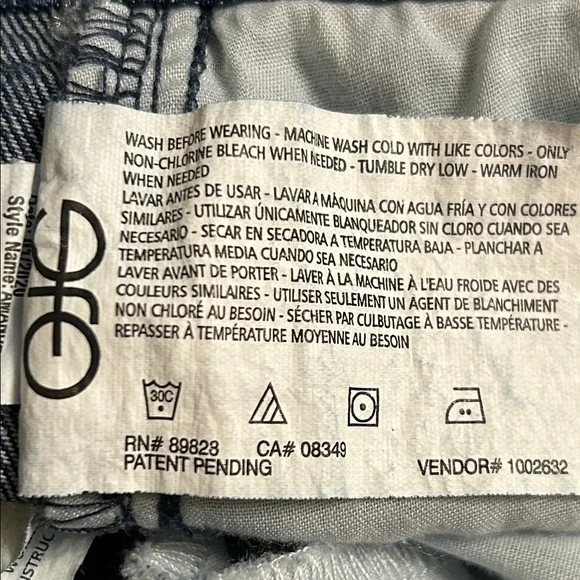 WASH BEFORE WEARING - MACHINE WASH COLD WITH LIKE COLORS - ONLY
NON-CHLORINE BLEACH WHEN NEEDED - TUMBLE DRY LOW - WARM IRON
WHEN NEEDED
LAVAR ANTES DE USAR - LAVAR A MÁQUINA CON AGUA FRÍA Y CON COLORES
SIMILARES - UTILIZAR ÚNICAMENTE BLANQUEADOR SIN CLORO CUANDO SEA
NECESARIO - SECAR EN SECADORA A TEMPERATURA BAJA - PLANCHAR A
TEMPERATURA MEDIA CUANDO SEA NECESARIO
LAVER AVANT DE PORTER - LAVER À LA MACHINE À L'EAU FROIDE AVEC DES
COULEURS SIMILAIRES - UTILISER SEULEMENT UN AGENT DE BLANCHIMENT
NON CHLORÉ AU BESOIN - SÉCHER PAR CULBUTAGE À BASSE TEMPÉRATURE -
REPASSER À TEMPÉRATURE MOYENNE AU BESOIN
30C
RN# 89828 CA# 08349
PATENT PENDING
VENDOR# 1002632
Style Name: